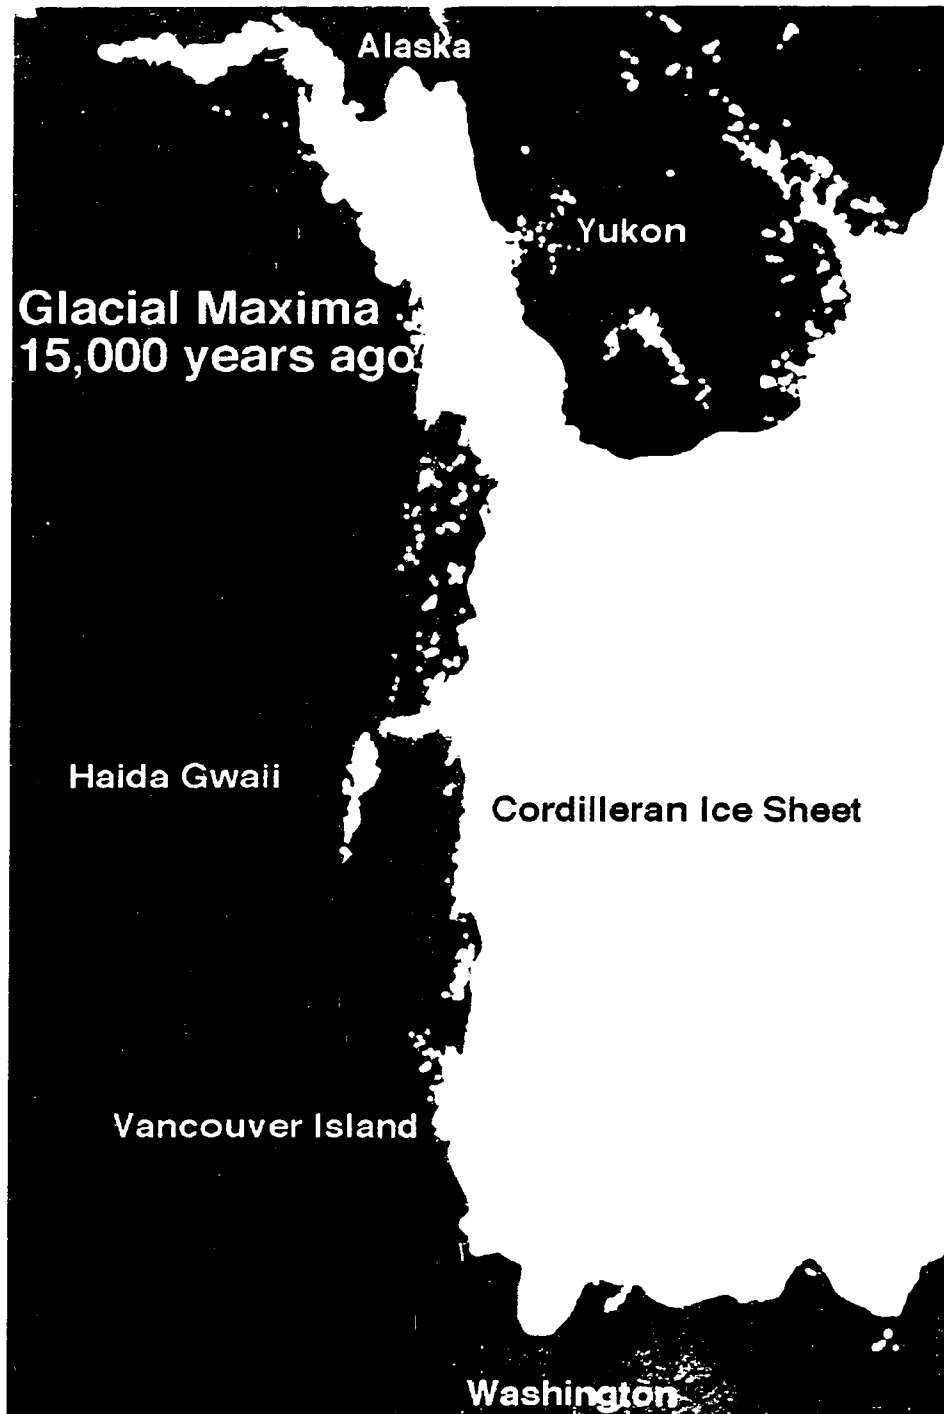 Alaska
Yukon
Glacial Maxima
15,000 years ago
Haida Gwaii
Cordilleran Ice Sheet
Vancouver Island
Washington